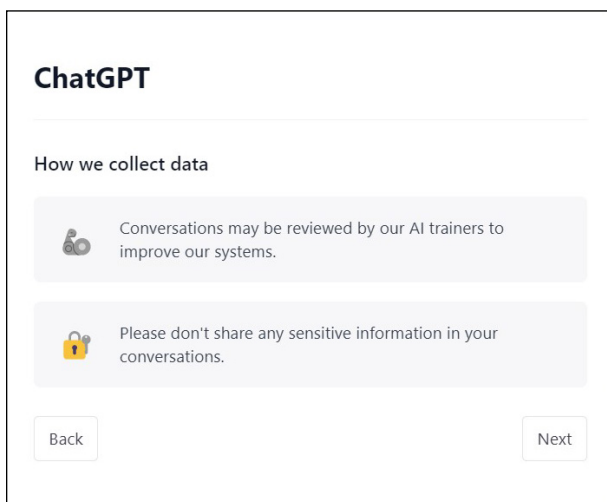 ChatGPT
How we collect data
Conversations may be reviewed by our AI trainers to
improve our systems.
Please don't share any sensitive information in your
conversations.
Back
Next